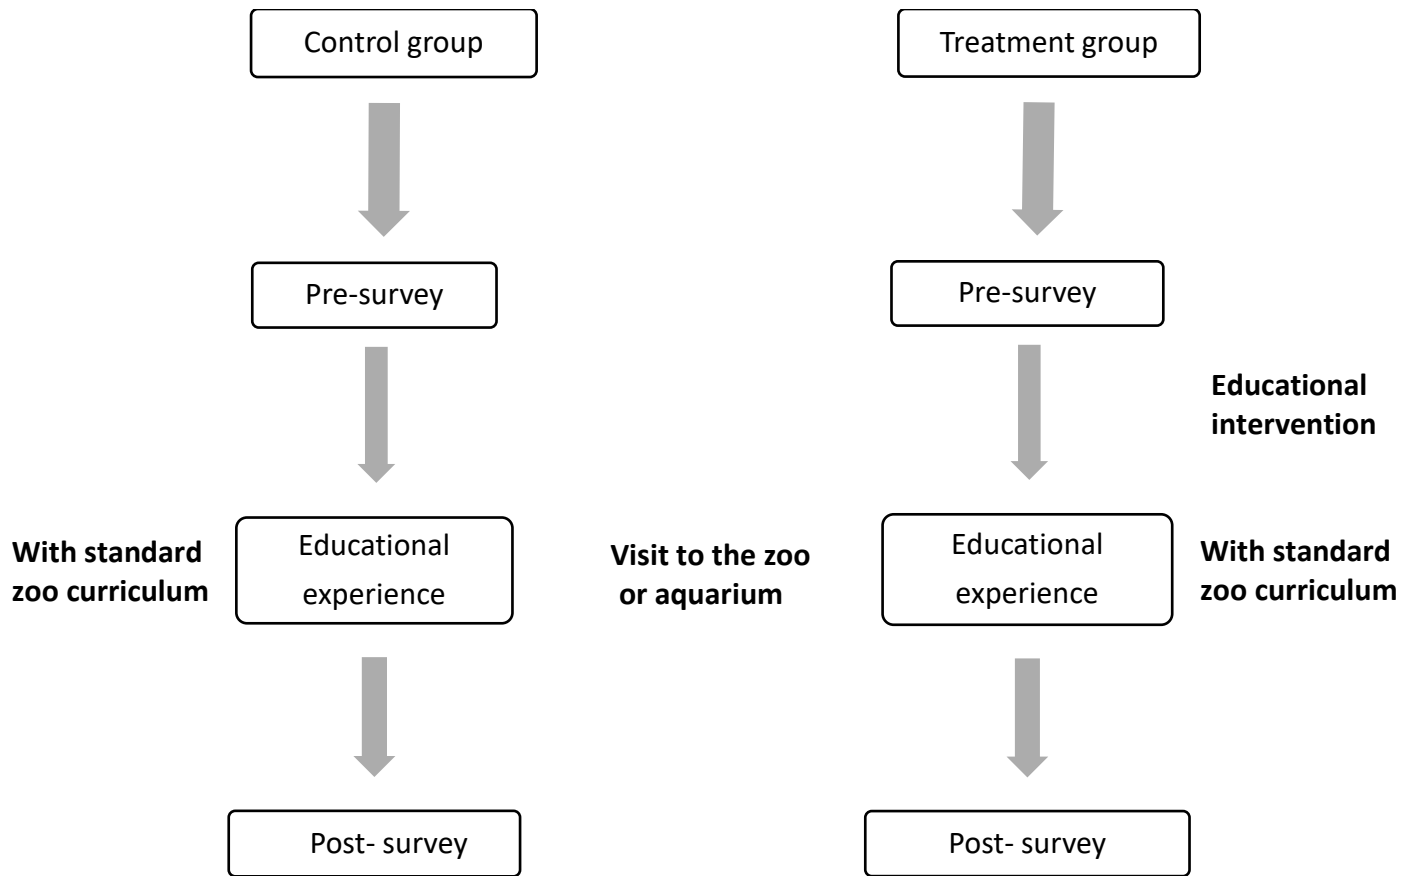 Control group
Treatment group
Pre-survey
Pre-survey
Educational
intervention
With standard
zoo curriculum
Educational
experience
Visit to the zoo
or aquarium
Educational
experience
With standard
zoo curriculum
Post- survey
Post- survey